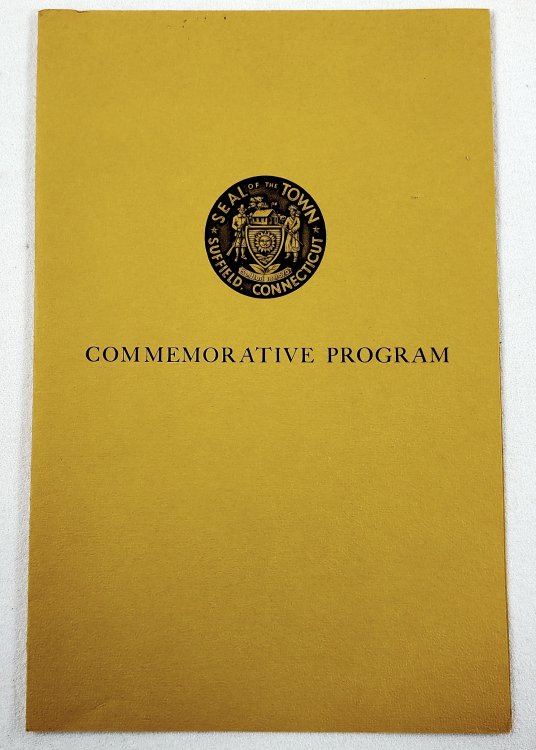 SEAL OF THE TOWN
SUFFIELD, CONNECTICUT
COMMEMORATIVE PROGRAM